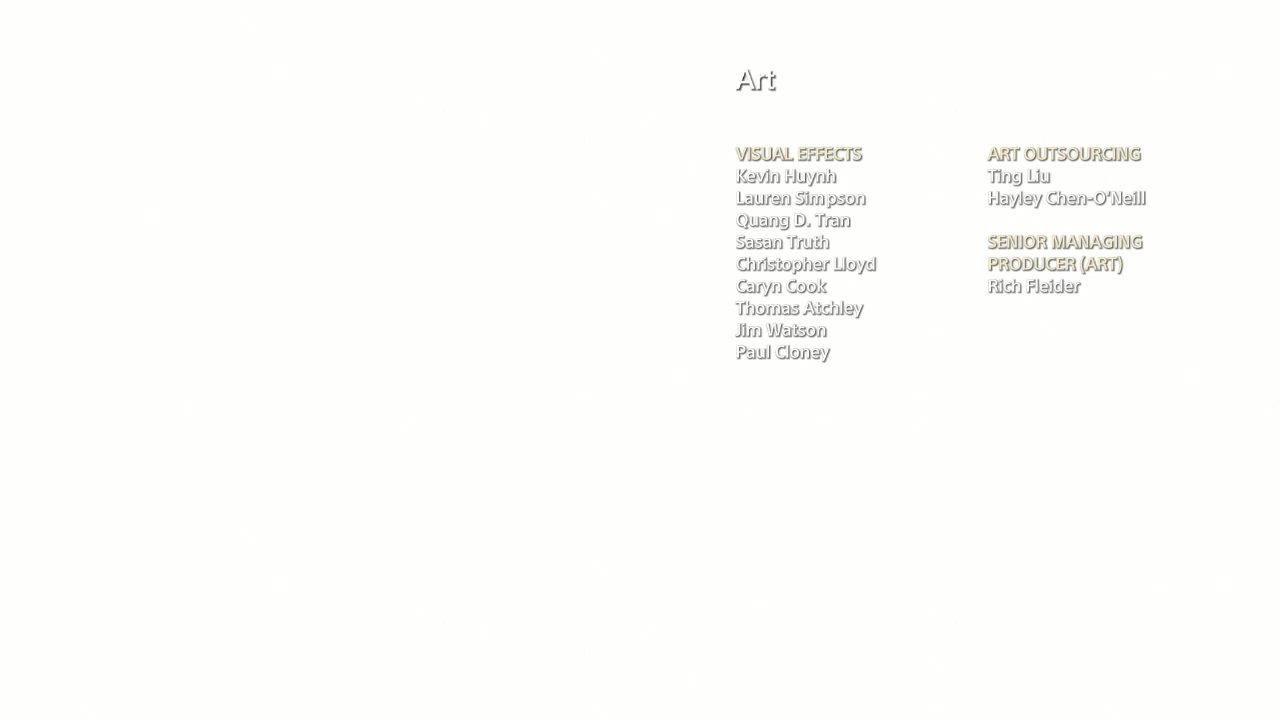 Art
VISUAL EFFECTS
Kevin Huynh
Lauren Simpson
Quang D. Tran
Sasan Truth
Christopher Lloyd
Caryn Cook
Thomas Atchley
Jim Watson
Paul Cloney
ART OUTSOURCING
Ting Liu
Hayley Chen-O'Neill
SENIOR MANAGING
PRODUCER (ART)
Rich Fleider